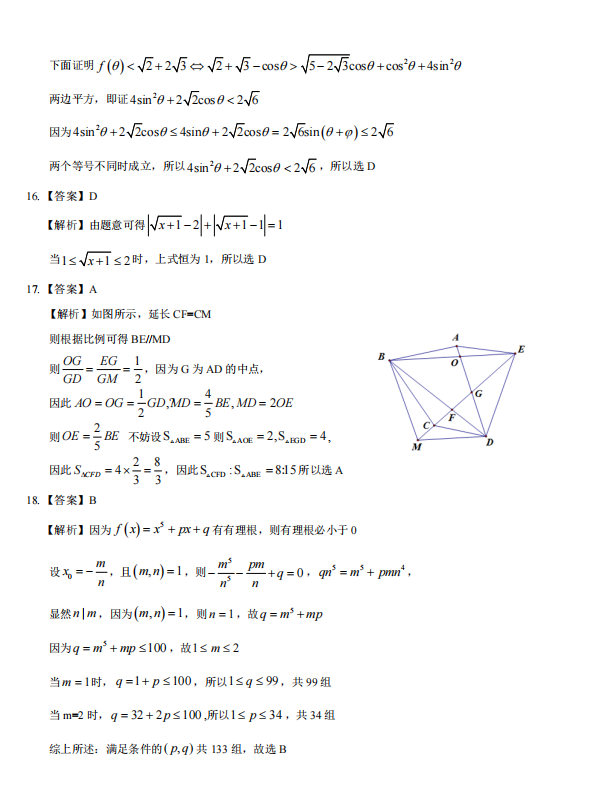 下面证明 f(θ) < √2 + 2√3 ⇔ √2 + √3 − cosθ > √(5 − 2√3cosθ + cos²θ + 4sin²θ)
两边平方，即证 4sin²θ + 2√2cosθ < 2√6
因为 4sin²θ + 2√2cosθ ≤ 4sinθ + 2√2cosθ = 2√6sin(θ + φ) ≤ 2√6
两个等号不同时成立，所以 4sin²θ + 2√2cosθ < 2√6，所以选 D
16. 【答案】D
【解析】由题意可得 |√(x+1) − 2| + |√(x+1) − 1| = 1
当 1 ≤ √(x+1) ≤ 2 时，上式恒为 1，所以选 D
17. 【答案】A
【解析】如图所示，延长 CF=CM
则根据比例可得 BE//MD
则 OG/GD = EG/GM = 1/2，因为 G 为 AD 的中点，
因此 AO = OG = 1/2 GD,?MD = 4/5 BE, MD = 2OE
则 OE = 2/5 BE 不妨设 S△ABE = 5 则 S△AOE = 2, S△EGD = 4,
因此 S△CFD = 4 × 2/3 = 8/3，因此 S△CFD : S△ABE = 8:15 所以选 A
A
B
E
O
G
F
C
M
D
18. 【答案】B
【解析】因为 f(x) = x⁵ + px + q 有有理根，则有理根必小于 0
设 x₀ = −m/n，且 (m, n) = 1，则 −m⁵/n⁵ − pm/n + q = 0，qn⁵ = m⁵ + pmn⁴，
显然 n | m，因为 (m, n) = 1，则 n = 1，故 q = m⁵ + mp
因为 q = m⁵ + mp ≤ 100，故 1 ≤ m ≤ 2
当 m = 1 时，q = 1 + p ≤ 100，所以 1 ≤ q ≤ 99，共 99 组
当 m=2 时，q = 32 + 2p ≤ 100 ,所以 1 ≤ p ≤ 34，共 34 组
综上所述：满足条件的 (p, q) 共 133 组，故选 B